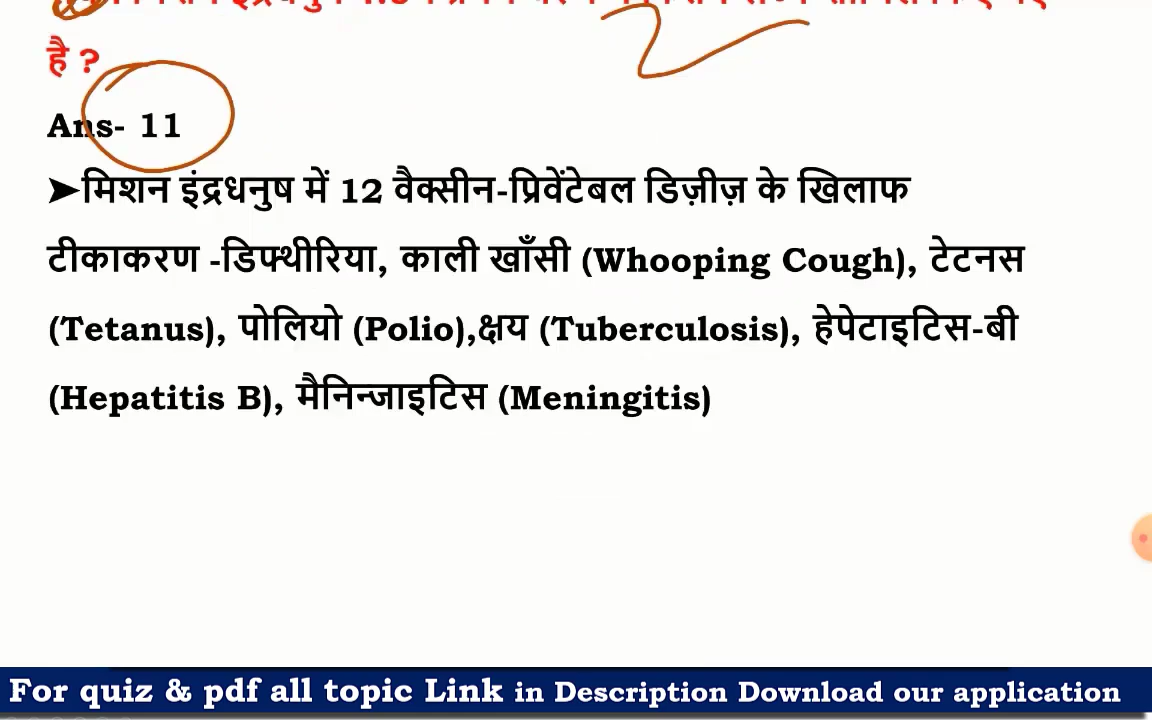 है ?
Ans- 11
➤मिशन इंद्रधनुष में 12 वैक्सीन-प्रिवेंटेबल डिज़ीज़ के खिलाफ
टीकाकरण -डिफ्थीरिया, काली खाँसी (Whooping Cough), टेटनस
(Tetanus), पोलियो (Polio),क्षय (Tuberculosis), हेपेटाइटिस-बी
(Hepatitis B), मैनिन्जाइटिस (Meningitis)
For quiz & pdf all topic Link in Description Download our application